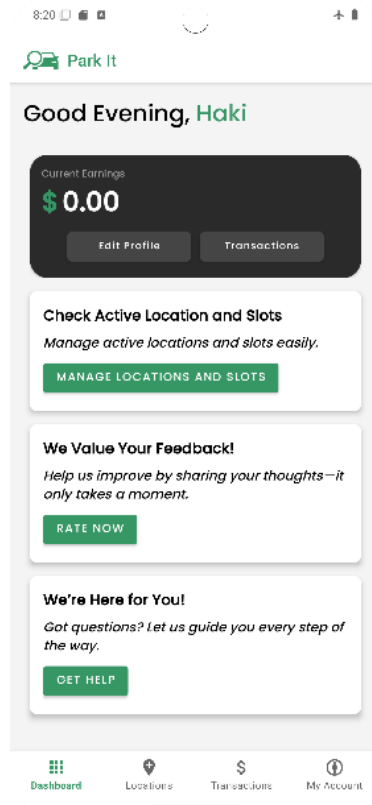 8:20
Park It
Good Evening, Haki
Current Earnings
$ 0.00
Edit Profile
Transactions
Check Active Location and Slots
Manage active locations and slots easily.
MANAGE LOCATIONS AND SLOTS
We Value Your Feedback!
Help us improve by sharing your thoughts—it
only takes a moment.
RATE NOW
We're Here for You!
Got questions? Let us guide you every step of
the way.
GET HELP
Dashboard
Locations
Transactions
My Account